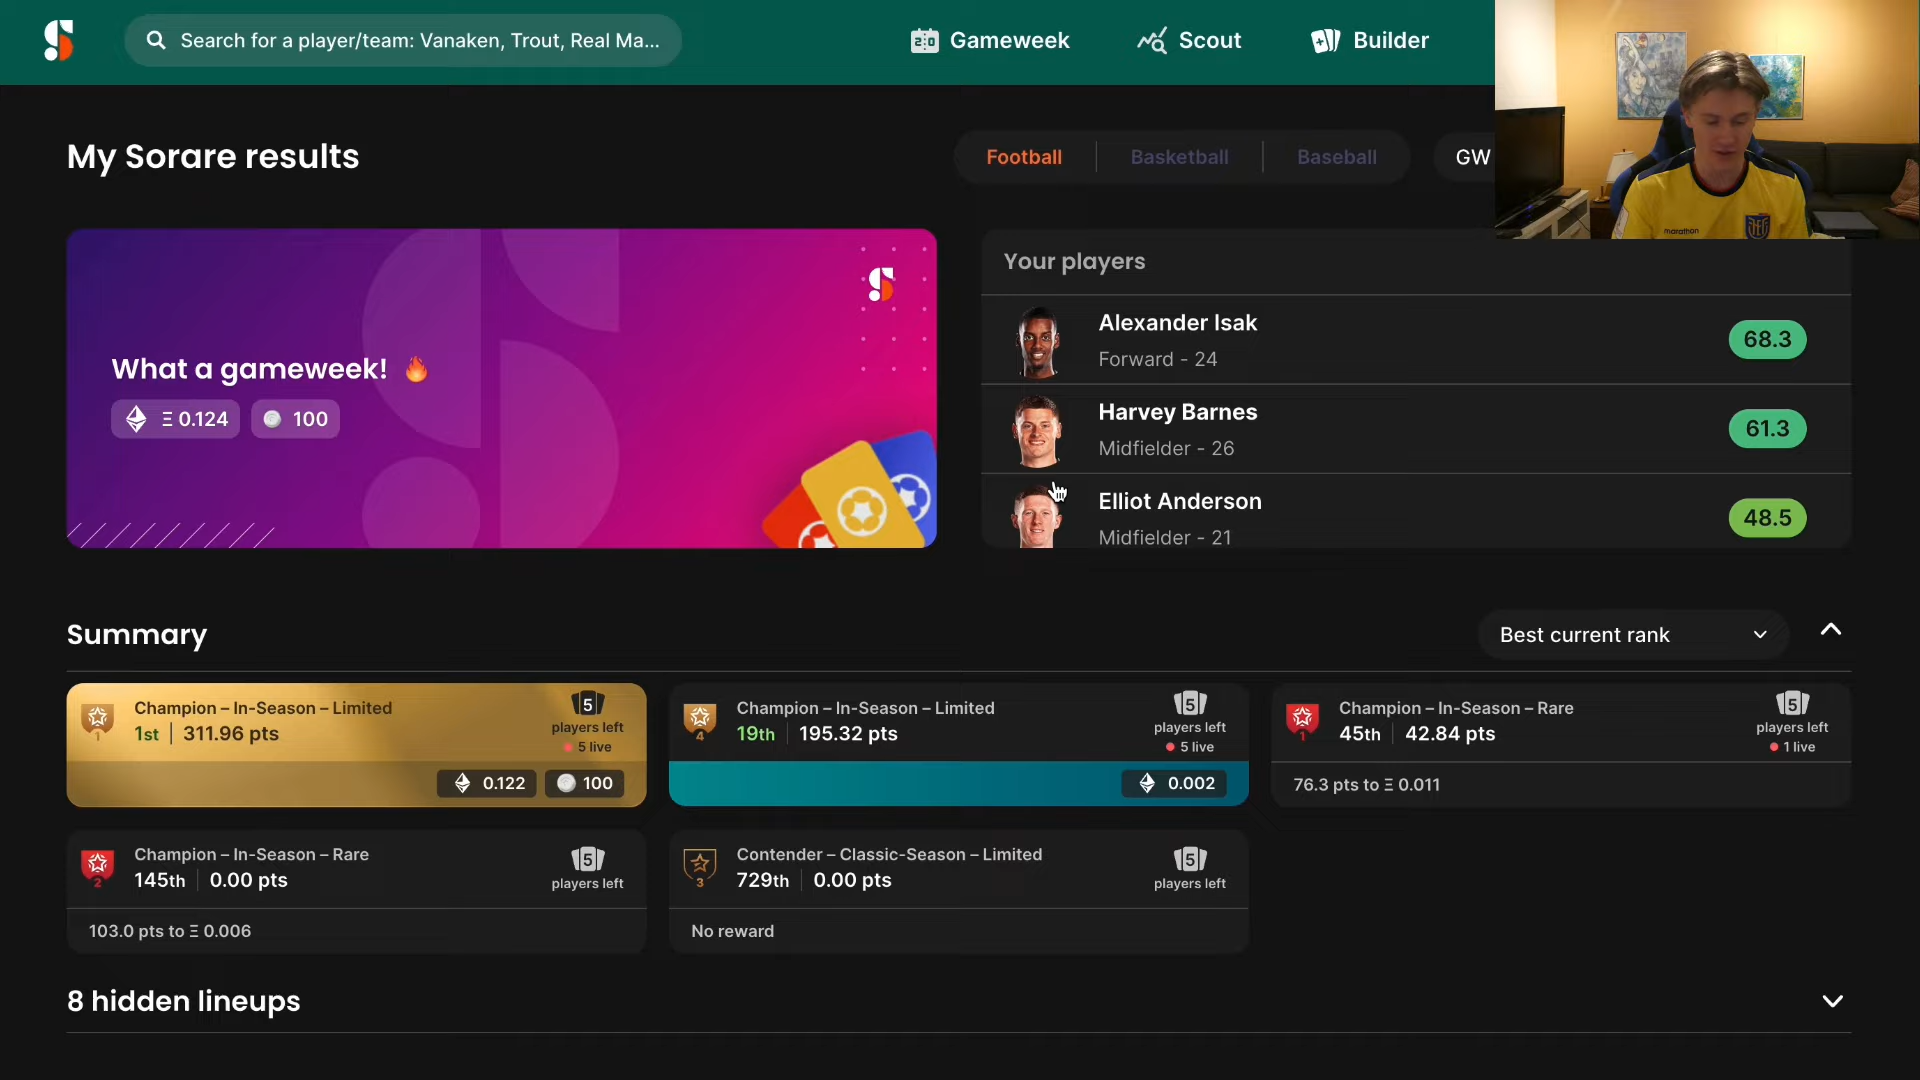 Search for a player/team: Vanaken, Trout, Real Ma...
Gameweek
Scout
Builder
My Sorare results
Football
Basketball
Baseball
GW
What a gameweek! 🔥
Ξ 0.124
100
Your players
Alexander Isak
Forward - 24
68.3
Harvey Barnes
Midfielder - 26
61.3
Elliot Anderson
Midfielder - 21
48.5
Summary
Best current rank
1
Champion – In-Season – Limited
1st | 311.96 pts
5
players left
5 live
0.122
100
4
Champion – In-Season – Limited
19th | 195.32 pts
5
players left
5 live
0.002
1
Champion – In-Season – Rare
45th | 42.84 pts
5
players left
1 live
76.3 pts to Ξ 0.011
2
Champion – In-Season – Rare
145th | 0.00 pts
5
players left
103.0 pts to Ξ 0.006
3
Contender – Classic-Season – Limited
729th | 0.00 pts
5
players left
No reward
8 hidden lineups
marathon